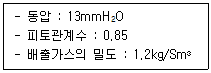 - 동압 : 13mmH₂O
- 피토관계수 : 0.85
- 배출가스의 밀도 : 1.2kg/Sm³